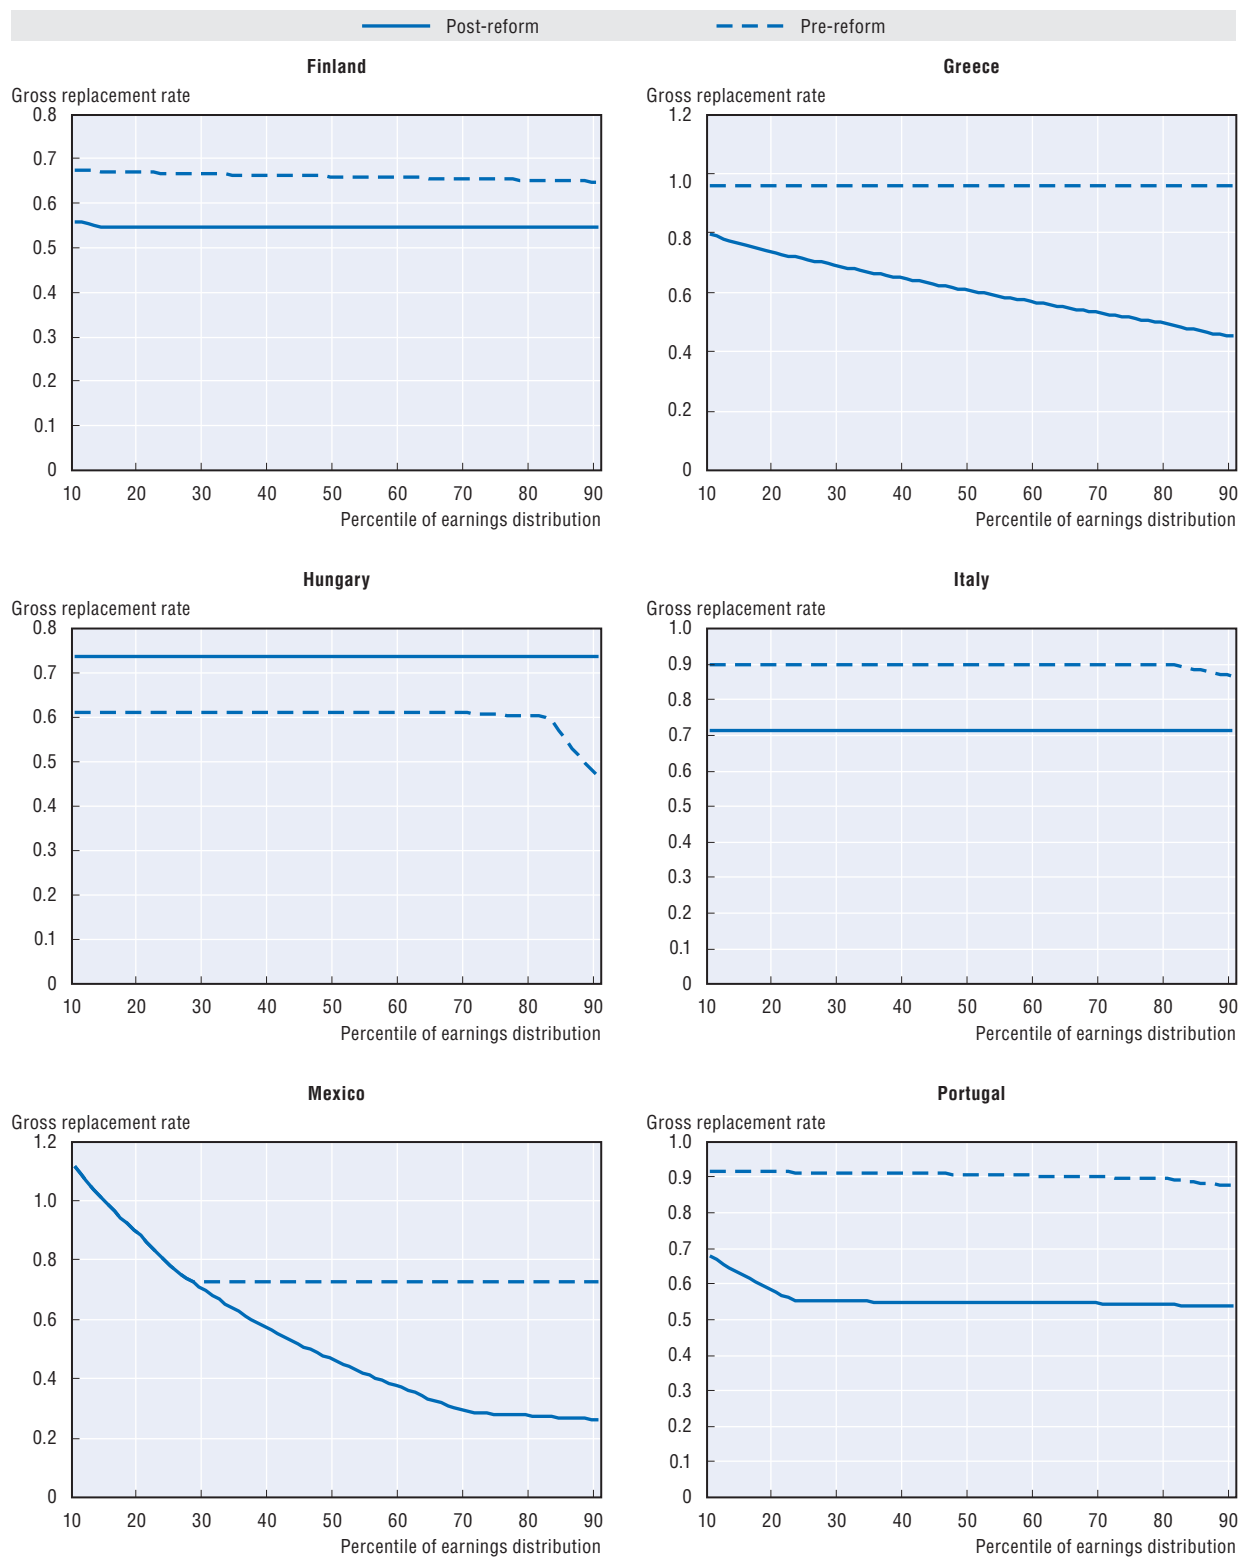 Post-reform Pre-reform
Finland
Gross replacement rate
0.8
0.7
0.6
0.5
0.4
0.3
0.2
0.1
0
10 20 30 40 50 60 70 80 90
Percentile of earnings distribution
Greece
Gross replacement rate
1.2
1.0
0.8
0.6
0.4
0.2
0
10 20 30 40 50 60 70 80 90
Percentile of earnings distribution
Hungary
Gross replacement rate
0.8
0.7
0.6
0.5
0.4
0.3
0.2
0.1
0
10 20 30 40 50 60 70 80 90
Percentile of earnings distribution
Italy
Gross replacement rate
1.0
0.9
0.8
0.7
0.6
0.5
0.4
0.3
0.2
0.1
0
10 20 30 40 50 60 70 80 90
Percentile of earnings distribution
Mexico
Gross replacement rate
1.2
1.0
0.8
0.6
0.4
0.2
0
10 20 30 40 50 60 70 80 90
Percentile of earnings distribution
Portugal
Gross replacement rate
1.0
0.9
0.8
0.7
0.6
0.5
0.4
0.3
0.2
0.1
0
10 20 30 40 50 60 70 80 90
Percentile of earnings distribution